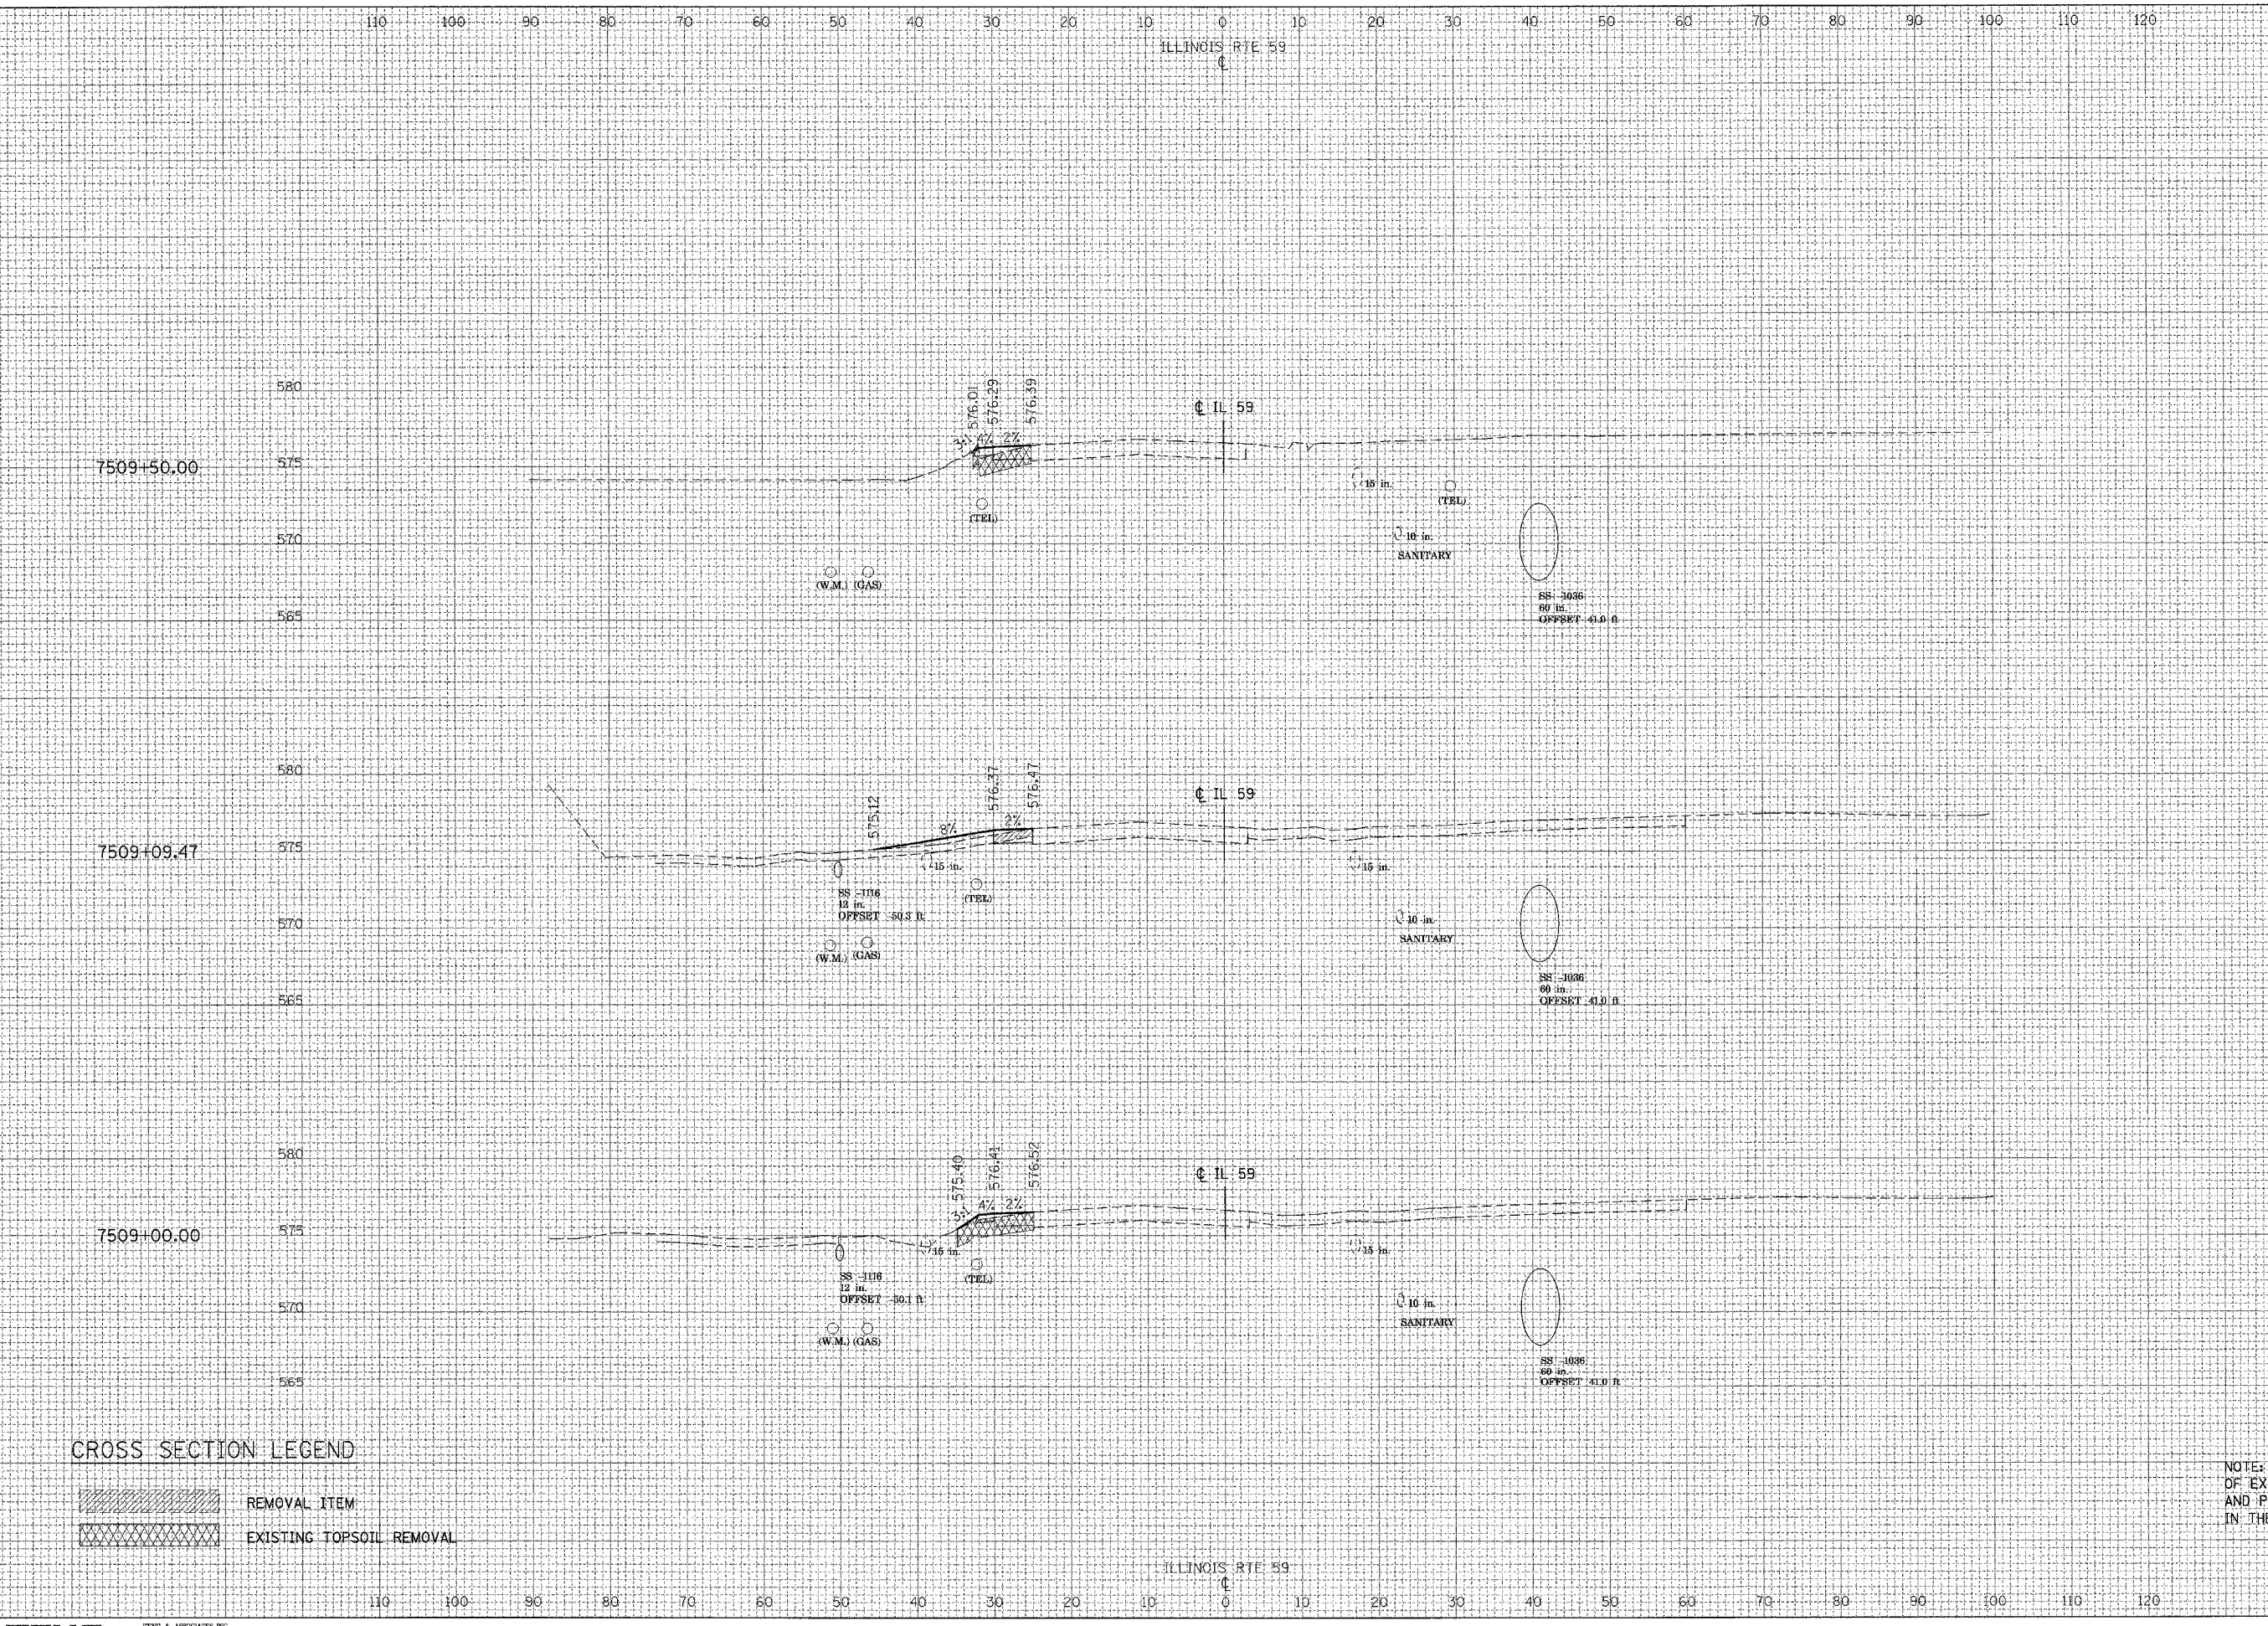 110 100 90 80 70 60 50 40 30 20 10 0 10 20 30 40 50 60 70 80 90 100 110 120
ILLINOIS RTE 59
℄
580
576.01 576.29 576.39
℄ IL 59
3:1 4% 2%
7509+50.00
575
15 in.
(TEL)
(TEL)
570
10 in.
SANITARY
(W.M.) (GAS)
565
SS -1036
60 in.
OFFSET 41.0 ft
580
575.12 576.37 576.47
℄ IL 59
8% 2%
7509+09.47
575
15 in.
15 in.
SS -1116
12 in.
OFFSET -50.3 ft
(TEL)
570
10 in.
SANITARY
(W.M.) (GAS)
565
SS -1036
60 in.
OFFSET 41.0 ft
580
575.40 576.41 576.52
℄ IL 59
3:1 4% 2%
7509+00.00
575
15 in.
15 in.
SS -1116
12 in.
OFFSET -50.1 ft
(TEL)
570
10 in.
SANITARY
(W.M.) (GAS)
565
SS -1036
60 in.
OFFSET 41.0 ft
CROSS SECTION LEGEND
REMOVAL ITEM
EXISTING TOPSOIL REMOVAL
NOTE:
OF EX
AND P
IN THE
ILLINOIS RTE 59
℄
110 100 90 80 70 60 50 40 30 20 10 0 10 20 30 40 50 60 70 80 90 100 110 120